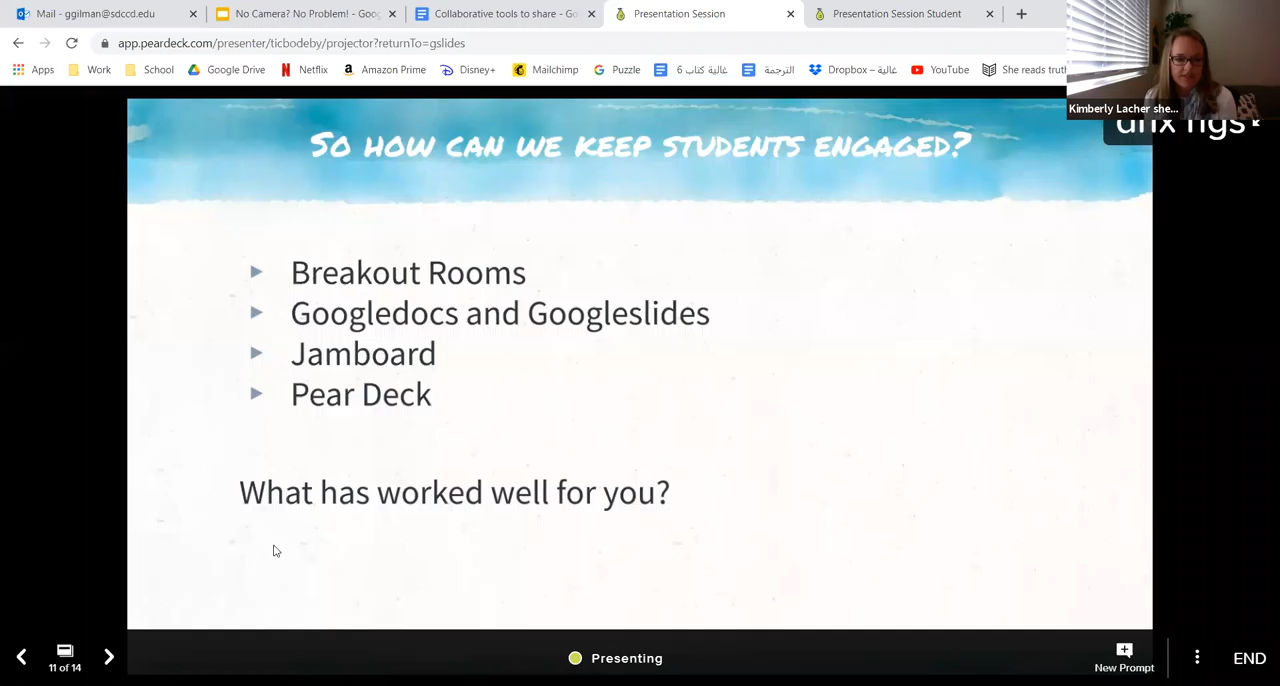 Mail - ggilman@sdccd.edu
No Camera? No Problem! - Goog
Collaborative tools to share - Go
Presentation Session
Presentation Session Student
app.peardeck.com/presenter/ticbodeby/projector?returnTo=gslides
Apps
Work
School
Google Drive
Netflix
Amazon Prime
Disney+
Mailchimp
Puzzle
غالية كتاب 6
الترجمة
Dropbox – غالية
YouTube
She reads truth
Kimberly Lacher she...
SO HOW CAN WE KEEP STUDENTS ENGAGED?
Breakout Rooms
Googledocs and Googleslides
Jamboard
Pear Deck
What has worked well for you?
11 of 14
Presenting
New Prompt
END